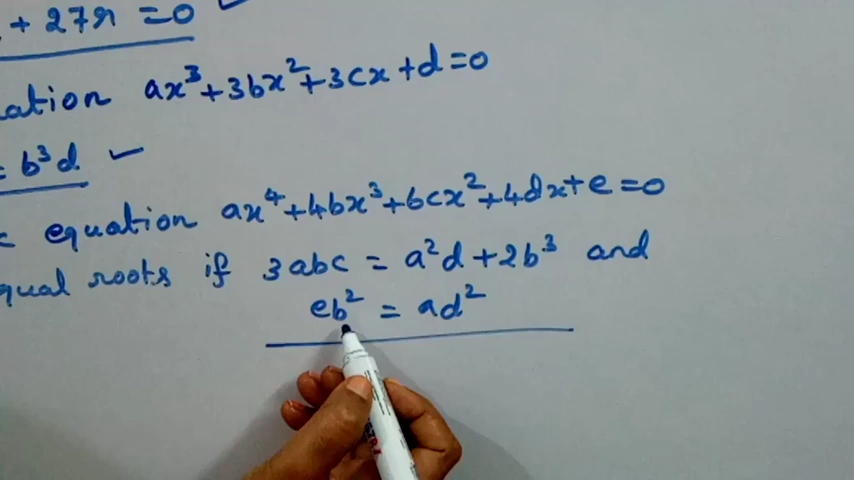 + 27r = 0
ation ax³ + 3bx² + 3cx + d = 0
= b³d ✓
c equation ax⁴ + 4bx³ + 6cx² + 4dx + e = 0
qual roots if 3abc = a²d + 2b³ and
eb² = ad²